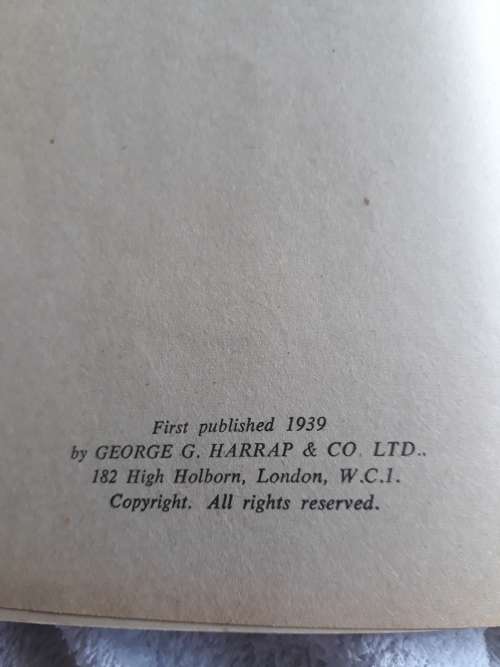 First published 1939
by GEORGE G. HARRAP & CO. LTD..
182 High Holborn, London, W.C.1.
Copyright. All rights reserved.